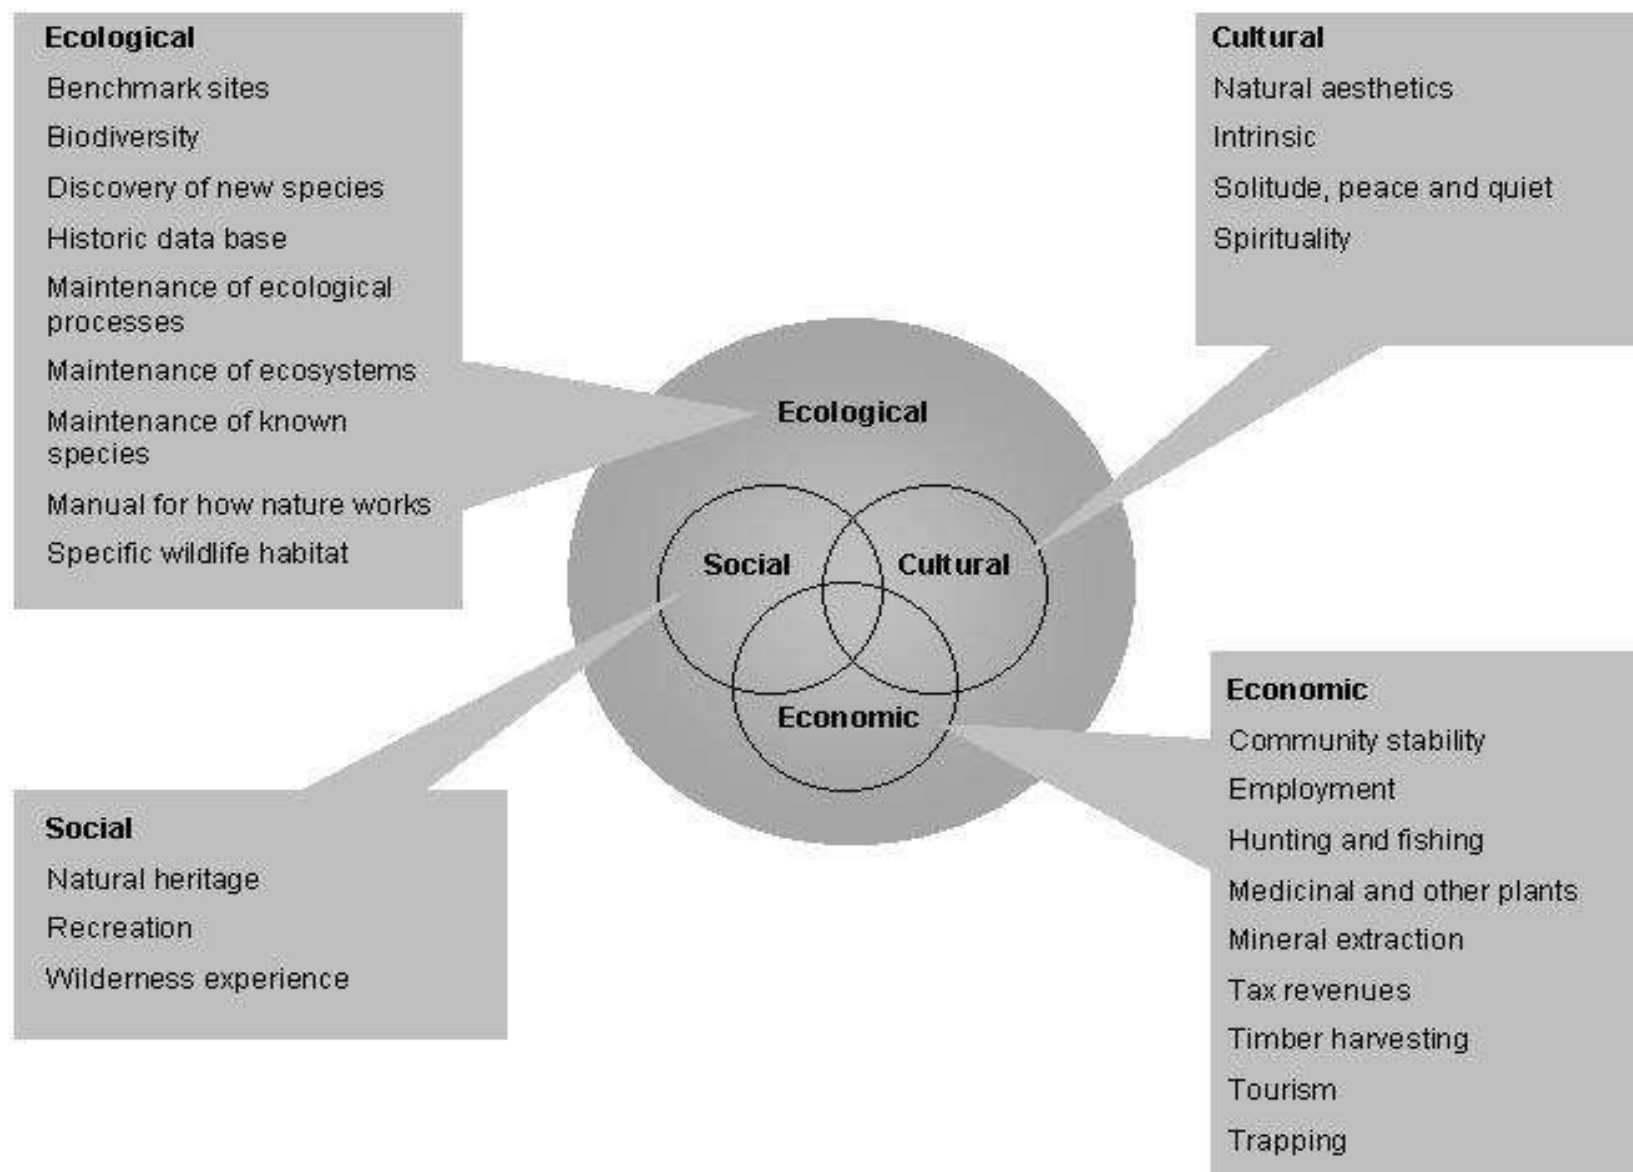 Ecological
Benchmark sites
Biodiversity
Discovery of new species
Historic data base
Maintenance of ecological
processes
Maintenance of ecosystems
Maintenance of known
species
Manual for how nature works
Specific wildlife habitat
Cultural
Natural aesthetics
Intrinsic
Solitude, peace and quiet
Spirituality
Ecological
Social
Cultural
Economic
Social
Natural heritage
Recreation
Wilderness experience
Economic
Community stability
Employment
Hunting and fishing
Medicinal and other plants
Mineral extraction
Tax revenues
Timber harvesting
Tourism
Trapping